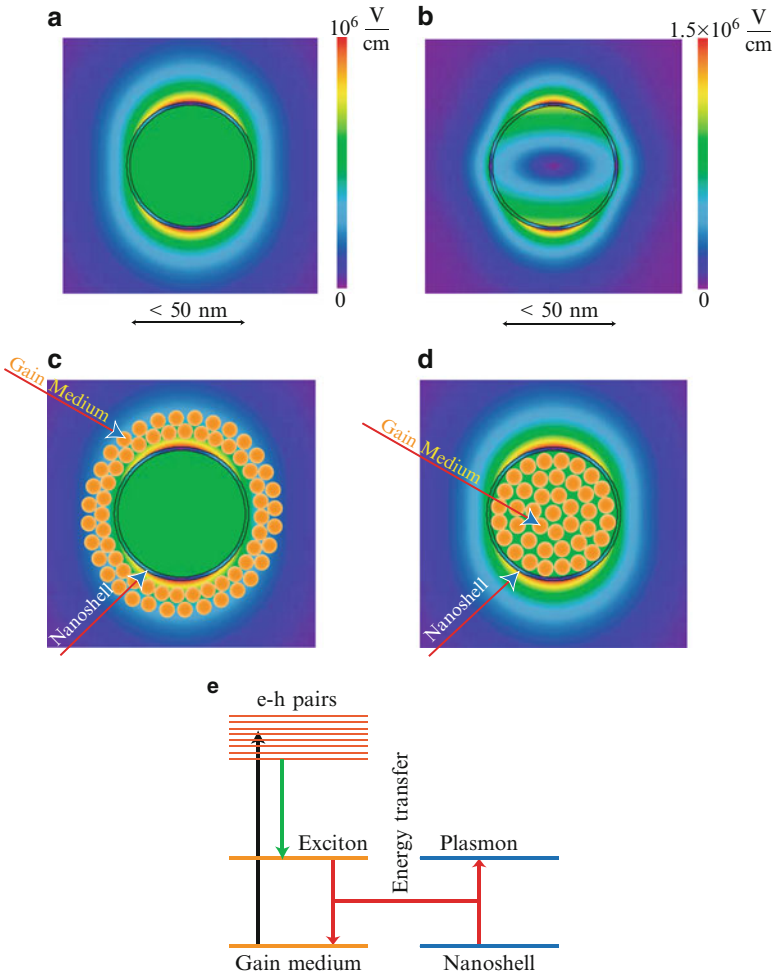 a
10⁶ V/cm
0
< 50 nm
b
1.5×10⁶ V/cm
0
< 50 nm
c
Gain Medium
Nanoshell
d
Gain Medium
Nanoshell
e
e-h pairs
Energy transfer
Exciton
Plasmon
Gain medium
Nanoshell